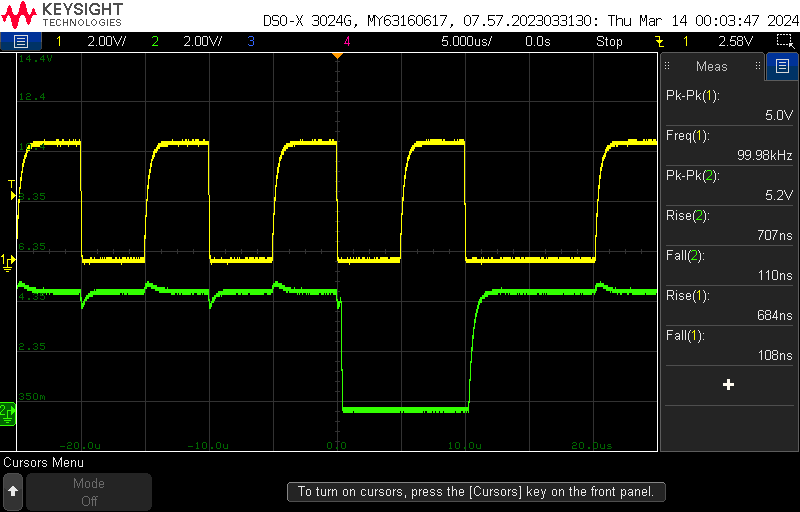 KEYSIGHT
TECHNOLOGIES
DSO-X 3024G, MY63160617, 07.57.2023033130: Thu Mar 14 00:03:47 2024
1 2.00V/ 2 2.00V/ 3 4 5.000us/ 0.0s Stop 1 2.58V
14.4V
12.4
8.35
6.35
4.35
2.35
350m
-20.0u -10.0u 0.0 10.0u 20.0us
T
1
2
Meas
Pk-Pk(1):
5.0V
Freq(1):
99.98kHz
Pk-Pk(2):
5.2V
Rise(2):
707ns
Fall(2):
110ns
Rise(1):
684ns
Fall(1):
108ns
Cursors Menu
Mode
Off
To turn on cursors, press the [Cursors] key on the front panel.